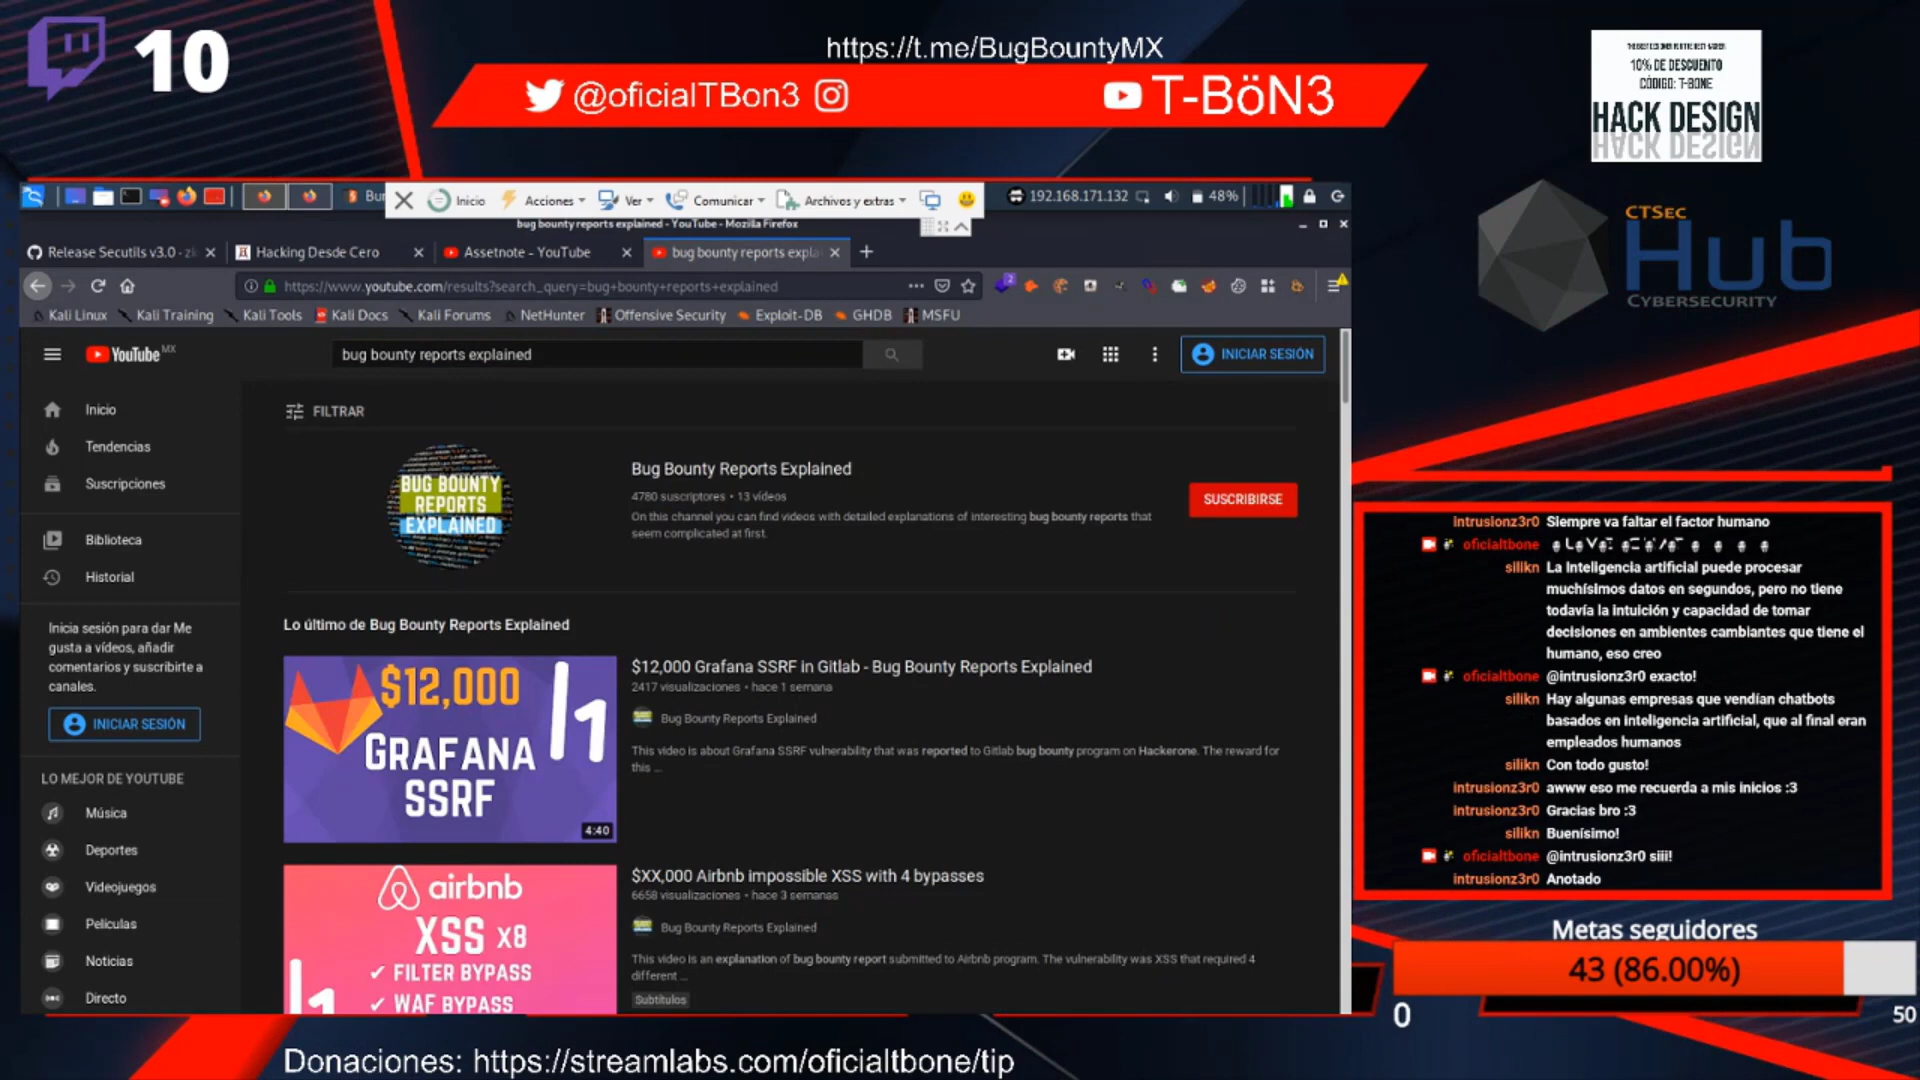 10
https://t.me/BugBountyMX
@oficialTBon3
T-BöN3
10% DE DESCUENTO
CÓDIGO: T-BONE
HACK DESIGN
CTSec
Hub
CYBERSECURITY
Inicio Acciones Ver Comunicar Archivos y extras
192.168.171.132 48%
bug bounty reports explained - YouTube - Mozilla Firefox
Release Secutils v3.0 - Hacking Desde Cero Assetnote - YouTube bug bounty reports expla
https://www.youtube.com/results?search_query=bug+bounty+reports+explained
Kali Linux Kali Training Kali Tools Kali Docs Kali Forums NetHunter Offensive Security Exploit-DB GHDB MSFU
YouTube MX
bug bounty reports explained
INICIAR SESIÓN
Inicio
Tendencias
Suscripciones
Biblioteca
Historial
Inicia sesión para dar Me
gusta a vídeos, añadir
comentarios y suscribirte a
canales.
INICIAR SESIÓN
LO MEJOR DE YOUTUBE
Música
Deportes
Videojuegos
Películas
Noticias
Directo
FILTRAR
BUG BOUNTY
REPORTS
EXPLAINED
Bug Bounty Reports Explained
4780 suscriptores • 13 vídeos
On this channel you can find videos with detailed explanations of interesting bug bounty reports that
seem complicated at first.
SUSCRIBIRSE
Lo último de Bug Bounty Reports Explained
$12,000
GRAFANA
SSRF
4:40
$12,000 Grafana SSRF in Gitlab - Bug Bounty Reports Explained
2417 visualizaciones • hace 1 semana
Bug Bounty Reports Explained
This video is about Grafana SSRF vulnerability that was reported to Gitlab bug bounty program on Hackerone. The reward for
this ...
airbnb
XSS x8
✓ FILTER BYPASS
✓ WAF BYPASS
$XX,000 Airbnb impossible XSS with 4 bypasses
6658 visualizaciones • hace 3 semanas
Bug Bounty Reports Explained
This video is an explanation of bug bounty report submitted to Airbnb program. The vulnerability was XSS that required 4
different ...
Subtítulos
intrusionz3r0 Siempre va faltar el factor humano
oficialtbone
silikn La Inteligencia artificial puede procesar
muchísimos datos en segundos, pero no tiene
todavía la intuición y capacidad de tomar
decisiones en ambientes cambiantes que tiene el
humano, eso creo
oficialtbone @intrusionz3r0 exacto!
silikn Hay algunas empresas que vendían chatbots
basados en inteligencia artificial, que al final eran
empleados humanos
silikn Con todo gusto!
intrusionz3r0 awww eso me recuerda a mis inicios :3
intrusionz3r0 Gracias bro :3
silikn Buenísimo!
oficialtbone @intrusionz3r0 siii!
intrusionz3r0 Anotado
Metas seguidores
43 (86.00%)
0
50
Donaciones: https://streamlabs.com/oficialtbone/tip